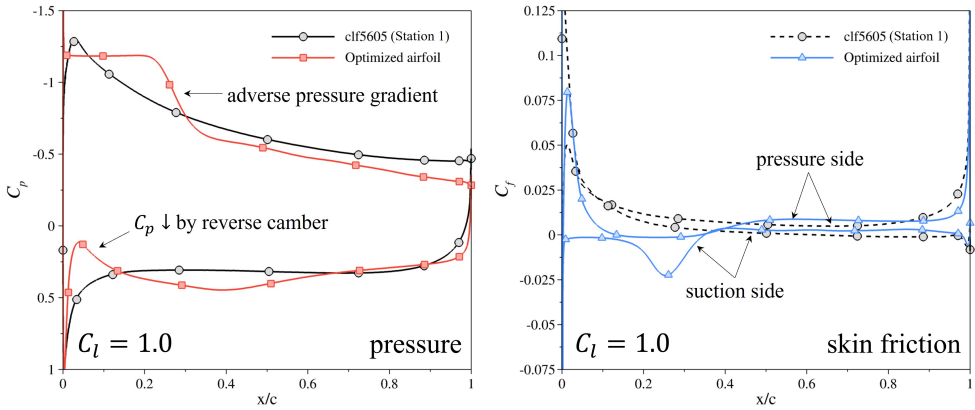 -1.5
-1
-0.5
0
0.5
1
C_p
0
0.2
0.4
0.6
0.8
1
x/c
clf5605 (Station 1)
Optimized airfoil
adverse pressure gradient
C_p ↓ by reverse camber
C_l = 1.0
pressure
0.125
0.1
0.075
0.05
0.025
0
-0.025
-0.05
-0.075
C_f
0
0.2
0.4
0.6
0.8
1
x/c
clf5605 (Station 1)
Optimized airfoil
pressure side
suction side
C_l = 1.0
skin friction